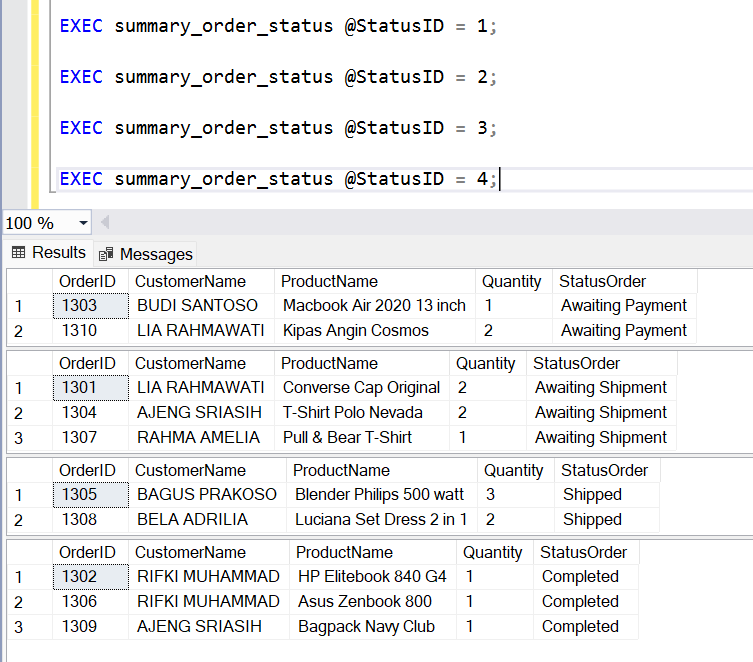 EXEC summary_order_status @StatusID = 1;
EXEC summary_order_status @StatusID = 2;
EXEC summary_order_status @StatusID = 3;
EXEC summary_order_status @StatusID = 4;
100 %
Results Messages
OrderID CustomerName ProductName Quantity StatusOrder
1 1303 BUDI SANTOSO Macbook Air 2020 13 inch 1 Awaiting Payment
2 1310 LIA RAHMAWATI Kipas Angin Cosmos 2 Awaiting Payment
OrderID CustomerName ProductName Quantity StatusOrder
1 1301 LIA RAHMAWATI Converse Cap Original 2 Awaiting Shipment
2 1304 AJENG SRIASIH T-Shirt Polo Nevada 2 Awaiting Shipment
3 1307 RAHMA AMELIA Pull & Bear T-Shirt 1 Awaiting Shipment
OrderID CustomerName ProductName Quantity StatusOrder
1 1305 BAGUS PRAKOSO Blender Philips 500 watt 3 Shipped
2 1308 BELA ADRILIA Luciana Set Dress 2 in 1 2 Shipped
OrderID CustomerName ProductName Quantity StatusOrder
1 1302 RIFKI MUHAMMAD HP Elitebook 840 G4 1 Completed
2 1306 RIFKI MUHAMMAD Asus Zenbook 800 1 Completed
3 1309 AJENG SRIASIH Bagpack Navy Club 1 Completed